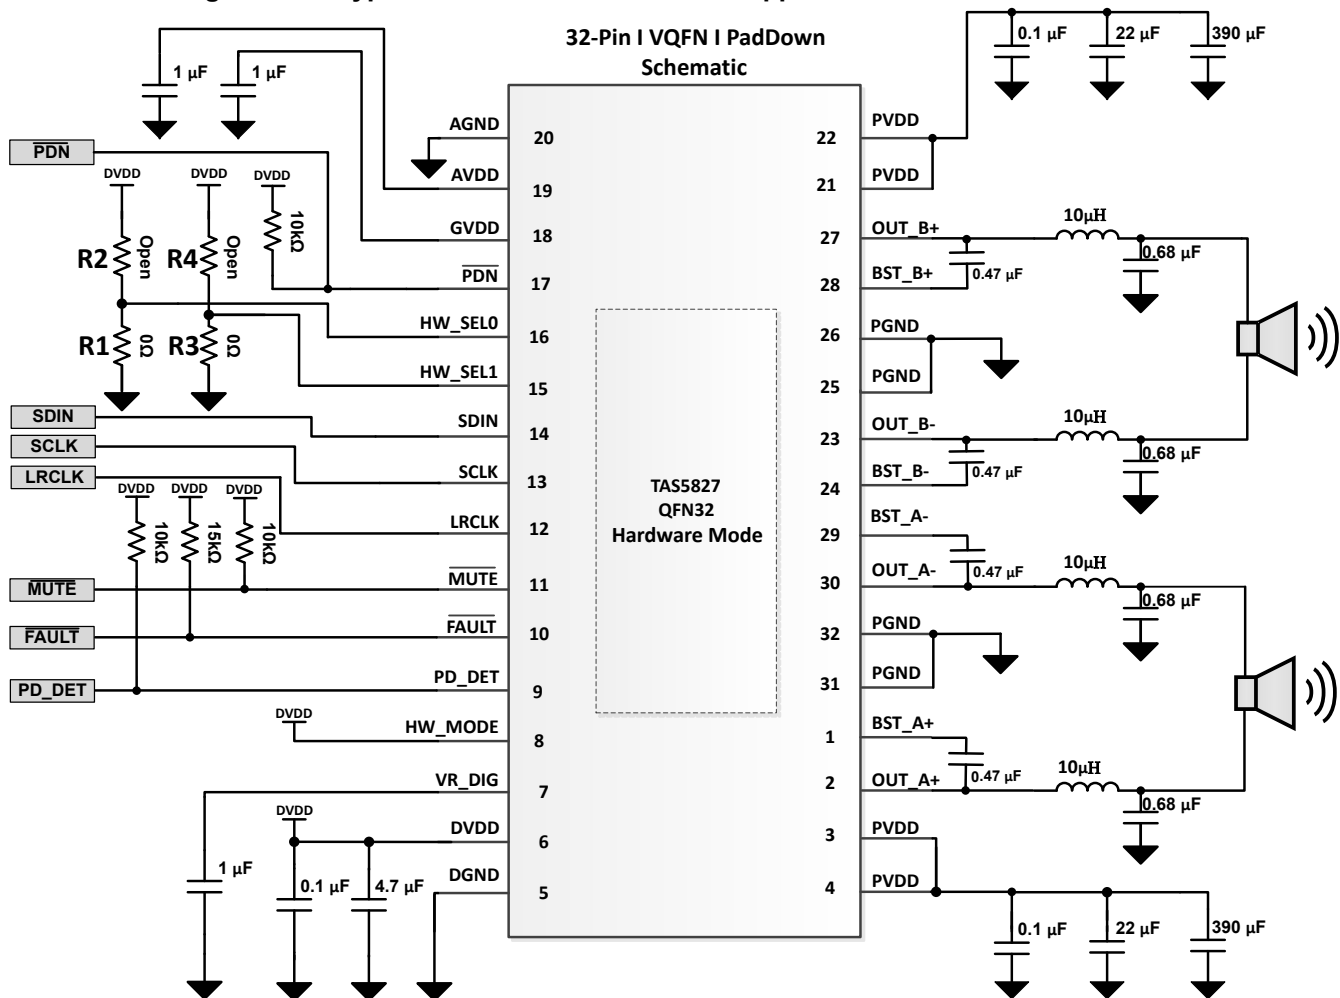 32-Pin I VQFN I PadDown
Schematic
1 µF
1 µF
0.1 µF
22 µF
390 µF
PDN
AGND
20
AVDD
19
GVDD
18
PDN
17
HW_SEL0
16
HW_SEL1
15
SDIN
14
SCLK
13
LRCLK
12
MUTE
11
FAULT
10
PD_DET
9
HW_MODE
8
VR_DIG
7
DVDD
6
DGND
5
DVDD
DVDD
DVDD
R2
Open
R4
Open
10kΩ
R1
0Ω
R3
0Ω
SDIN
SCLK
LRCLK
DVDD
DVDD
DVDD
10kΩ
15kΩ
10kΩ
MUTE
FAULT
PD_DET
DVDD
DVDD
1 µF
0.1 µF
4.7 µF
TAS5827
QFN32
Hardware Mode
22
PVDD
21
PVDD
27
OUT_B+
28
BST_B+
26
PGND
25
PGND
23
OUT_B-
24
BST_B-
29
BST_A-
30
OUT_A-
32
PGND
31
PGND
1
BST_A+
2
OUT_A+
3
PVDD
4
PVDD
10µH
0.47 µF
0.68 µF
10µH
0.47 µF
0.68 µF
10µH
0.47 µF
0.68 µF
10µH
0.47 µF
0.68 µF
0.1 µF
22 µF
390 µF